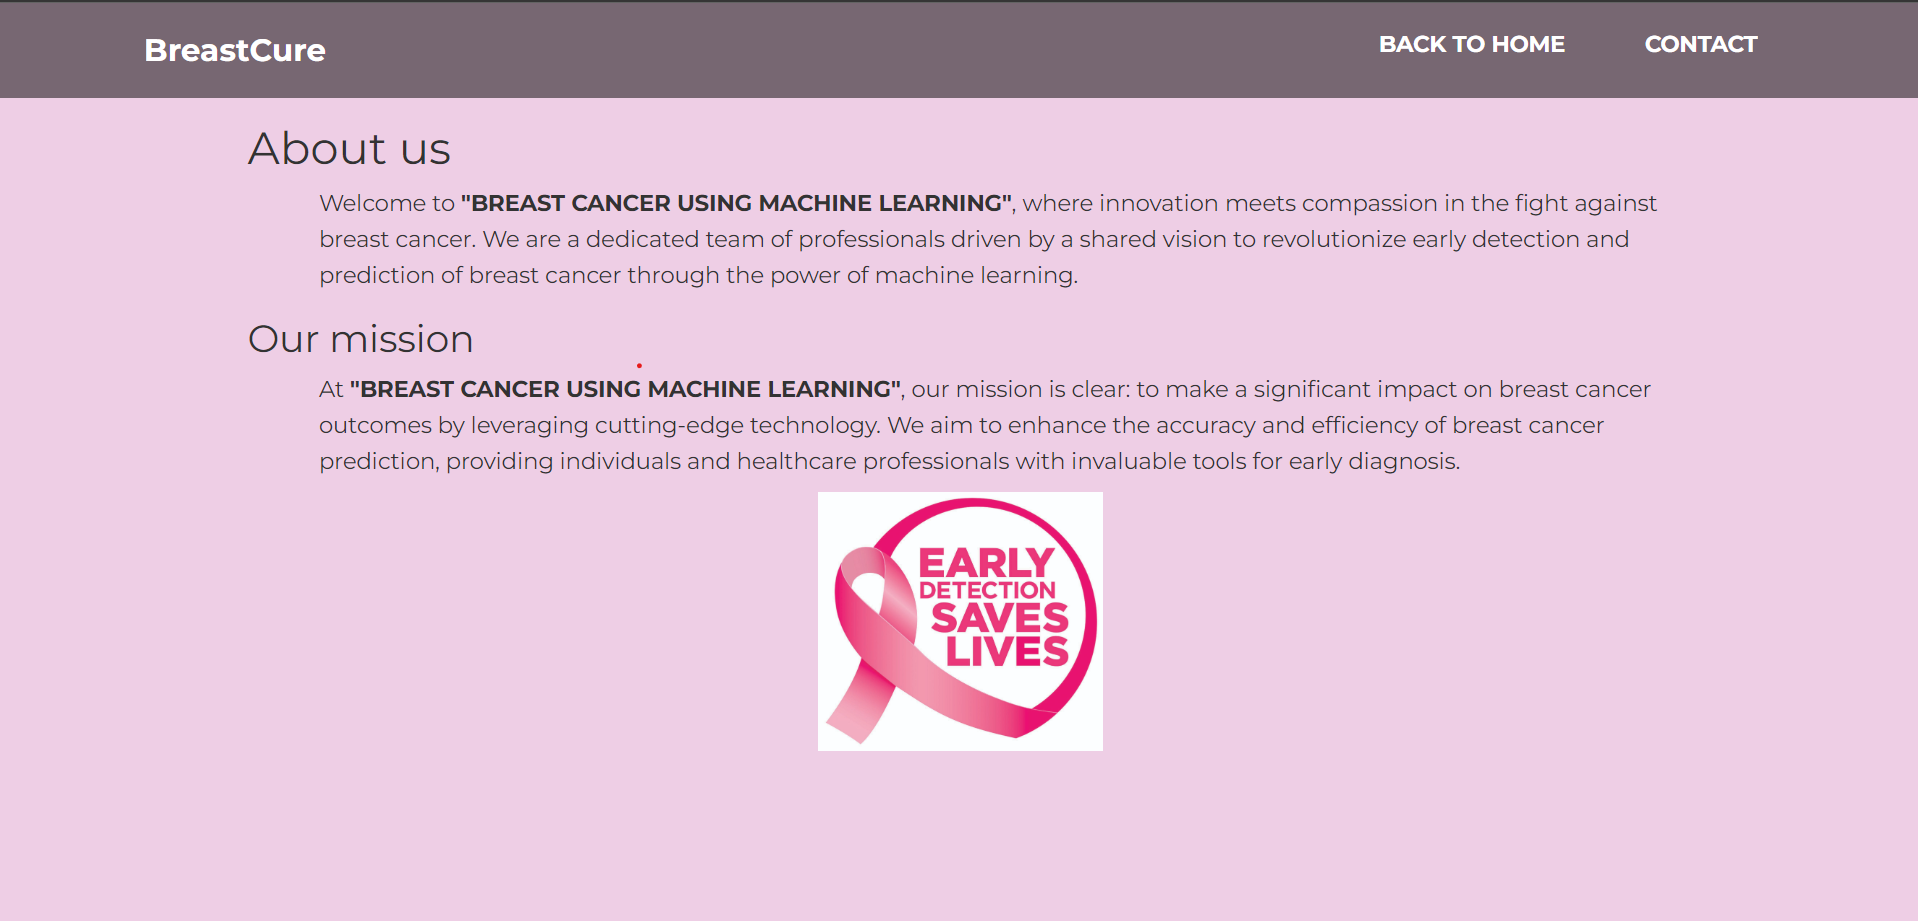 BreastCure
BACK TO HOME
CONTACT
About us
Welcome to "BREAST CANCER USING MACHINE LEARNING", where innovation meets compassion in the fight against
breast cancer. We are a dedicated team of professionals driven by a shared vision to revolutionize early detection and
prediction of breast cancer through the power of machine learning.
Our mission
At "BREAST CANCER USING MACHINE LEARNING", our mission is clear: to make a significant impact on breast cancer
outcomes by leveraging cutting-edge technology. We aim to enhance the accuracy and efficiency of breast cancer
prediction, providing individuals and healthcare professionals with invaluable tools for early diagnosis.
EARLY
DETECTION
SAVES
LIVES